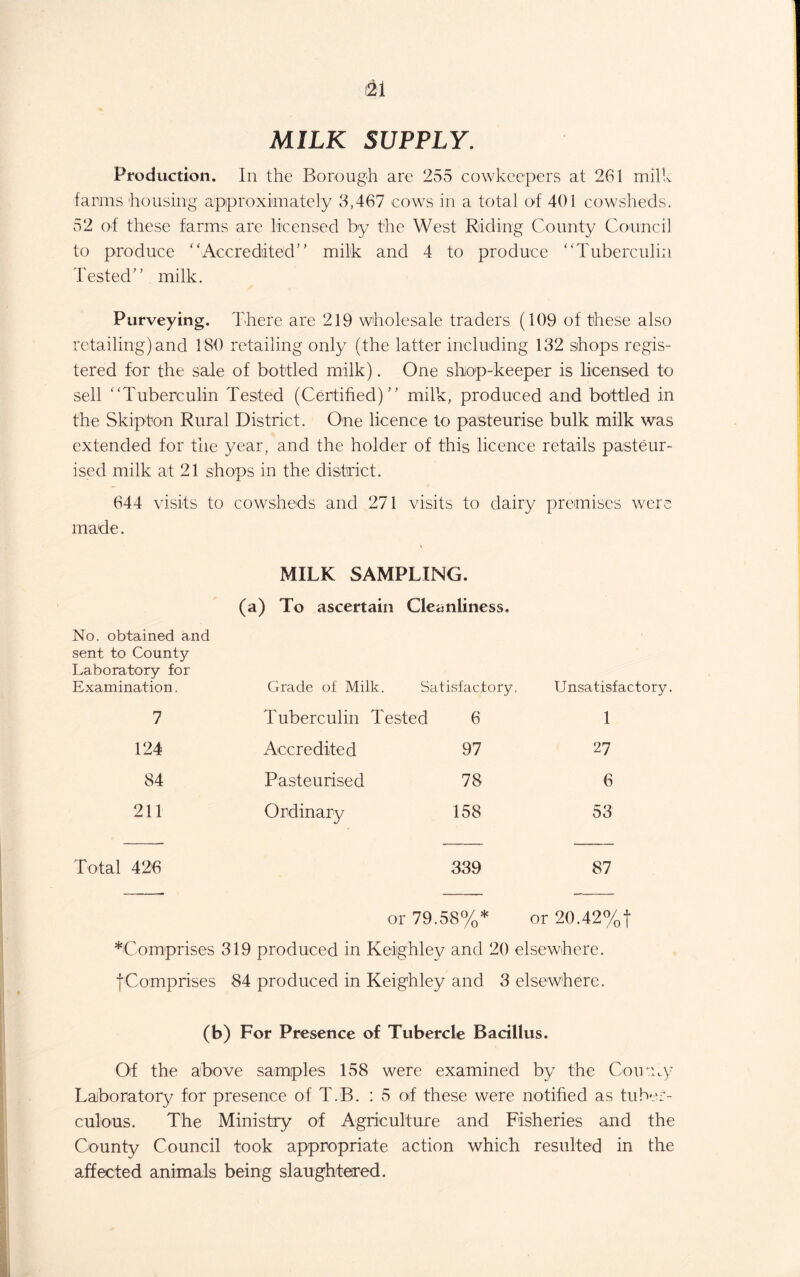 21
MILK SUPPLY.
Production. In the Borough are 255 cowkeepers at 261 milk
farms housing approximately 3,467 cows in a total of 401 cowsheds.
52 of these farms are licensed by the West Riding County Council
to produce “Accredited” milk and 4 to produce “Tuberculin
Tested” milk.
Purveying. There are 219 wholesale traders (109 of these also
retailing) and 180 retailing only (the latter including 132 shops regis-
tered for the sale of bottled milk). One shop-keeper is licensed to
sell “Tuberculin Tested (Certified)” milk, produced and bottled in
the Skipton Rural District. One licence to pasteurise bulk milk was
extended for the year, and the holder of this licence retails pasteur-
ised milk at 21 shops in the district.
644 visits to cowsheds and 271 visits to dairy premises were
made.
MILK SAMPLING.
(a) To ascertain Cleanliness.
No. obtained and
sent to County
Laboratory for
Examination. Grade of Milk. Satisfactory. Unsatisfactory.
7 Tuberculin Tested 6 1
124 Accredited 97 27
84 Pasteurised 78 6
211 Ordinary 158 53
Total 426 339 87
or 79.58%* or 20.42%†
*Comprises 319 produced in Keighley and 20 elsewhere.
†Comprises 84 produced in Keighley and 3 elsewhere.
(b) For Presence of Tubercle Bacillus.
Of the above samples 158 were examined by the County
Laboratory for presence of T.B. : 5 of these were notified as tuber-
culous. The Ministry of Agriculture and Fisheries and the
County Council took appropriate action which resulted in the
affected animals being slaughtered.